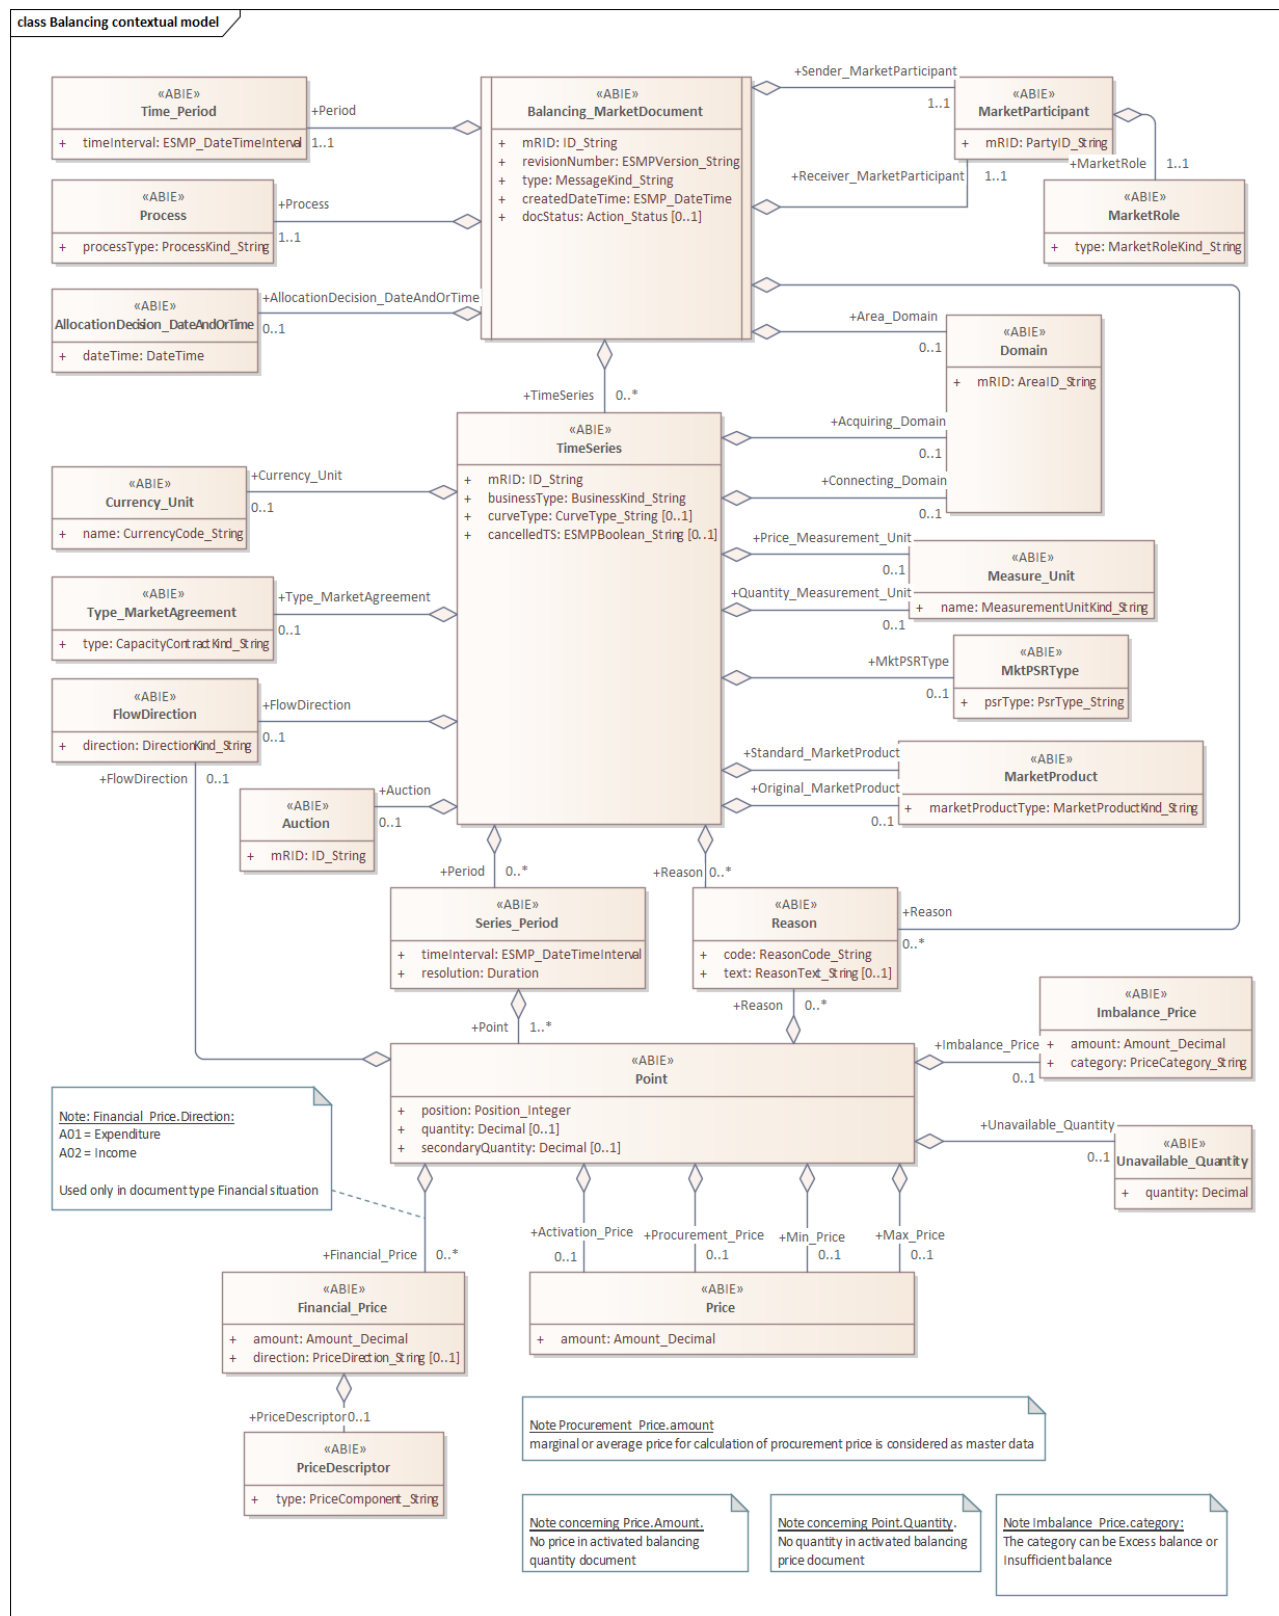 class Balancing contextual model
«ABIE»
Time_Period
+ timeInterval: ESMP_DateTimeInterval
+Period
1..1
«ABIE»
Balancing_MarketDocument
+ mRID: ID_String
+ revisionNumber: ESMPVersion_String
+ type: MessageKind_String
+ createdDateTime: ESMP_DateTime
+ docStatus: Action_Status [0..1]
+Sender_MarketParticipant
1..1
«ABIE»
MarketParticipant
+ mRID: PartyID_String
+Receiver_MarketParticipant
1..1
+MarketRole
1..1
«ABIE»
MarketRole
+ type: MarketRoleKind_String
«ABIE»
Process
+ processType: ProcessKind_String
+Process
1..1
«ABIE»
AllocationDecision_DateAndOrTime
+ dateTime: DateTime
+AllocationDecision_DateAndOrTime
0..1
+Area_Domain
0..1
«ABIE»
Domain
+ mRID: AreaID_String
+TimeSeries
0..*
«ABIE»
TimeSeries
+ mRID: ID_String
+ businessType: BusinessKind_String
+ curveType: CurveType_String [0..1]
+ cancelledTS: ESMPBoolean_String [0..1]
+Acquiring_Domain
0..1
+Connecting_Domain
0..1
«ABIE»
Currency_Unit
+ name: CurrencyCode_String
+Currency_Unit
0..1
+Price_Measurement_Unit
0..1
«ABIE»
Measure_Unit
+ name: MeasurementUnitKind_String
+Quantity_Measurement_Unit
0..1
«ABIE»
Type_MarketAgreement
+ type: CapacityContractKind_String
+Type_MarketAgreement
0..1
+MktPSRType
0..1
«ABIE»
MktPSRType
+ psrType: PsrType_String
«ABIE»
FlowDirection
+ direction: DirectionKind_String
+FlowDirection
0..1
+FlowDirection
0..1
+Standard_MarketProduct
+Original_MarketProduct
0..1
«ABIE»
MarketProduct
+ marketProductType: MarketProductKind_String
«ABIE»
Auction
+ mRID: ID_String
+Auction
0..1
+Period
0..*
+Reason
0..*
«ABIE»
Series_Period
+ timeInterval: ESMP_DateTimeInterval
+ resolution: Duration
«ABIE»
Reason
+ code: ReasonCode_String
+ text: ReasonText_String [0..1]
+Reason
0..*
+Point
1..*
+Reason
0..*
«ABIE»
Point
+ position: Position_Integer
+ quantity: Decimal [0..1]
+ secondaryQuantity: Decimal [0..1]
+Imbalance_Price
0..1
«ABIE»
Imbalance_Price
+ amount: Amount_Decimal
+ category: PriceCategory_String
+Unavailable_Quantity
0..1
«ABIE»
Unavailable_Quantity
+ quantity: Decimal
Note: Financial_Price.Direction:
A01 = Expenditure
A02 = Income
Used only in document type Financial situation
+Financial_Price
0..*
+Activation_Price
0..1
+Procurement_Price
0..1
+Min_Price
0..1
+Max_Price
0..1
«ABIE»
Financial_Price
+ amount: Amount_Decimal
+ direction: PriceDirection_String [0..1]
«ABIE»
Price
+ amount: Amount_Decimal
+PriceDescriptor
0..1
«ABIE»
PriceDescriptor
+ type: PriceComponent_String
Note Procurement_Price.amount
marginal or average price for calculation of procurement price is considered as master data
Note concerning Price.Amount.
No price in activated balancing
quantity document
Note concerning Point.Quantity.
No quantity in activated balancing
price document
Note Imbalance_Price.category:
The category can be Excess balance or
Insufficient balance